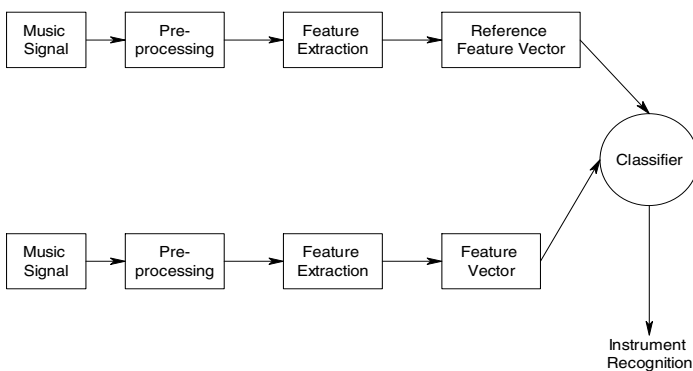 Music
Signal
Pre-
processing
Feature
Extraction
Reference
Feature Vector
Classifier
Music
Signal
Pre-
processing
Feature
Extraction
Feature
Vector
Instrument
Recognition